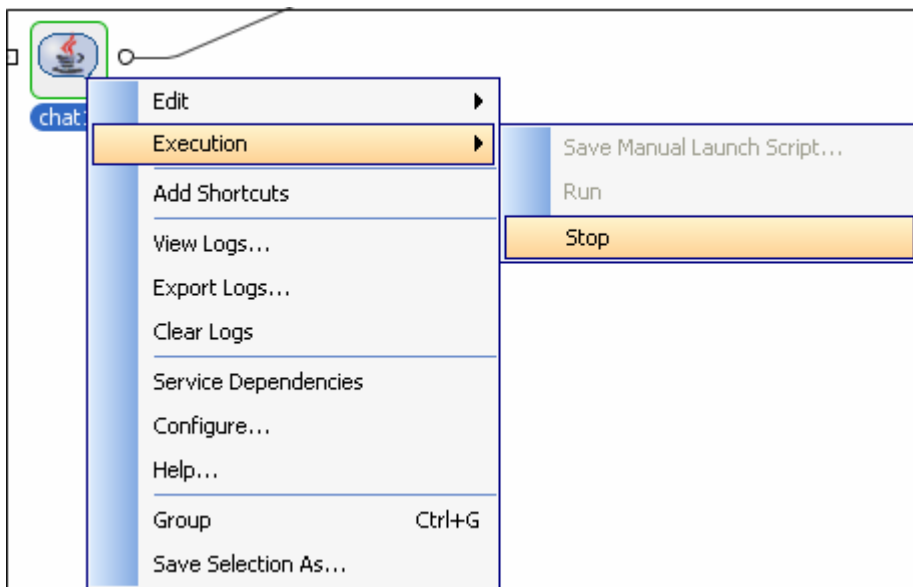 chat
Edit
Execution
Add Shortcuts
View Logs...
Export Logs...
Clear Logs
Service Dependencies
Configure...
Help...
Group Ctrl+G
Save Selection As...
Save Manual Launch Script...
Run
Stop